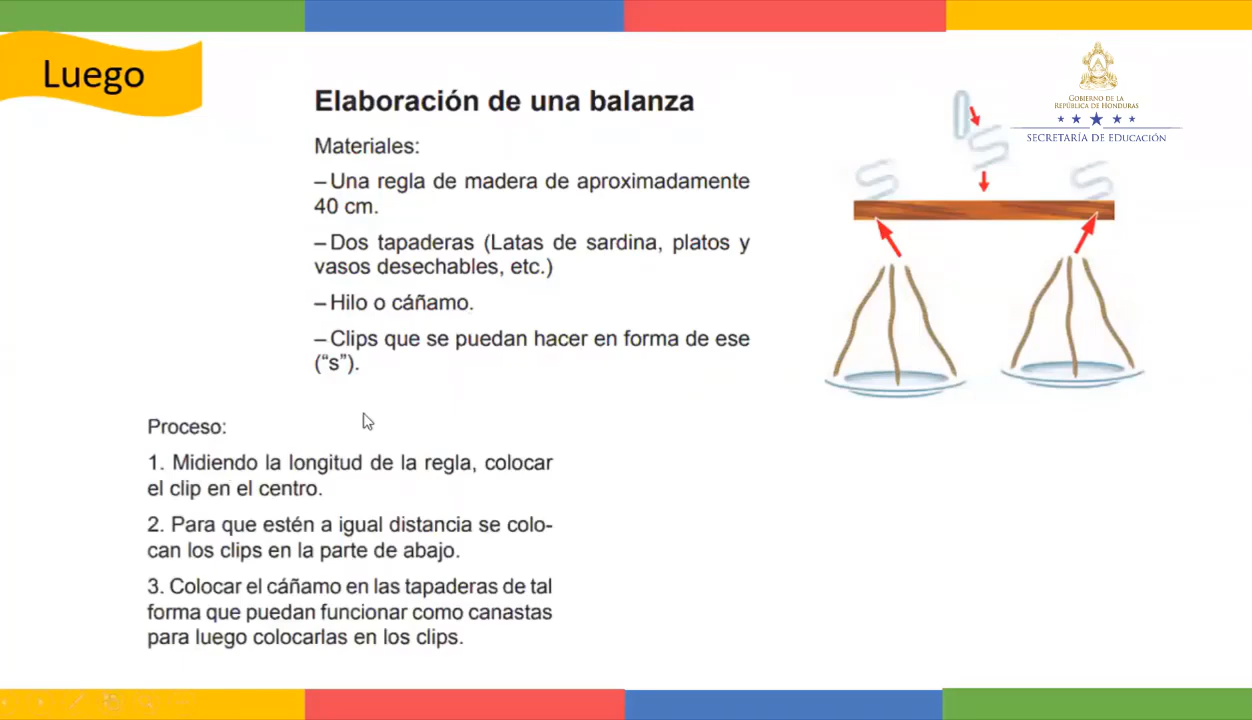 Luego
Elaboración de una balanza
Materiales:
– Una regla de madera de aproximadamente
40 cm.
– Dos tapaderas (Latas de sardina, platos y
vasos desechables, etc.)
– Hilo o cáñamo.
– Clips que se puedan hacer en forma de ese
(“s”).
GOBIERNO DE LA
REPÚBLICA DE HONDURAS
SECRETARÍA DE EDUCACIÓN
Proceso:
1. Midiendo la longitud de la regla, colocar
el clip en el centro.
2. Para que estén a igual distancia se colo-
can los clips en la parte de abajo.
3. Colocar el cáñamo en las tapaderas de tal
forma que puedan funcionar como canastas
para luego colocarlas en los clips.